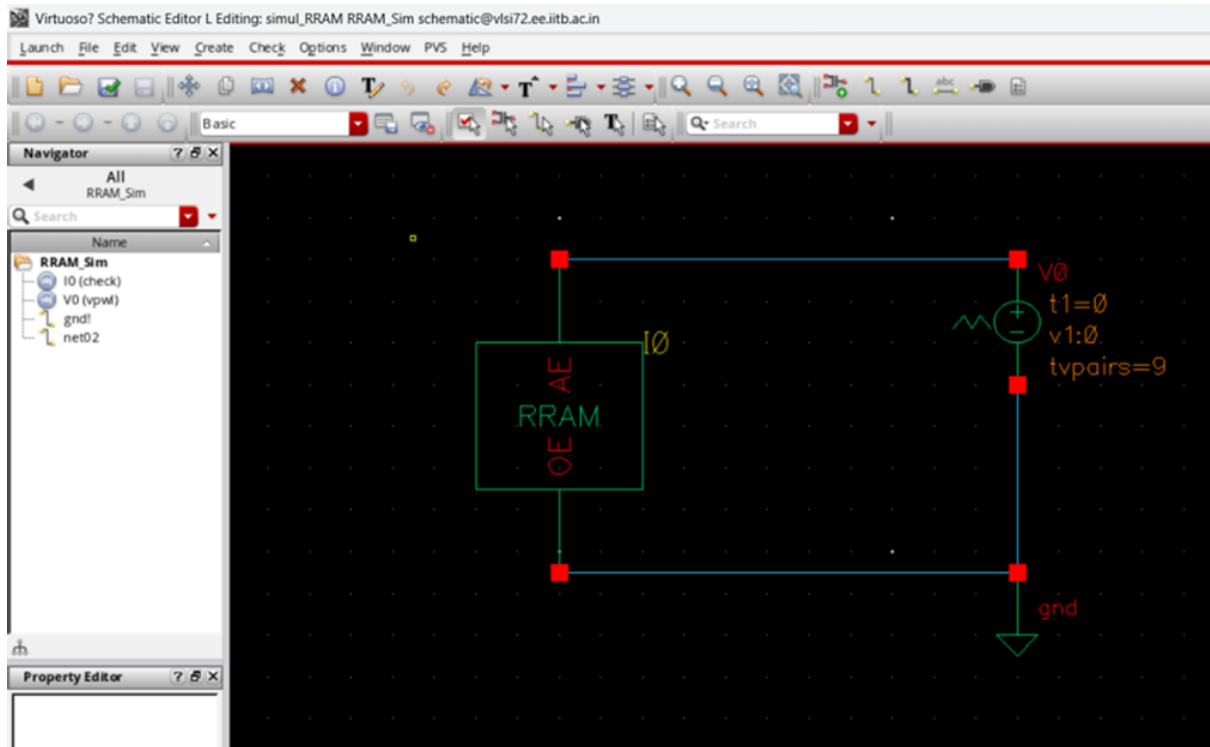 Virtuoso? Schematic Editor L Editing: simul_RRAM RRAM_Sim schematic@vlsi72.ee.iitb.ac.in
Launch File Edit View Create Check Options Window PVS Help
abc
Basic
Search
Navigator
All
RRAM_Sim
Search
Name
RRAM_Sim
I0 (check)
V0 (vpwl)
gnd!
net02
Property Editor
I0
AE
RRAM
OE
V0
t1=0
v1:0
tvpairs=9
gnd